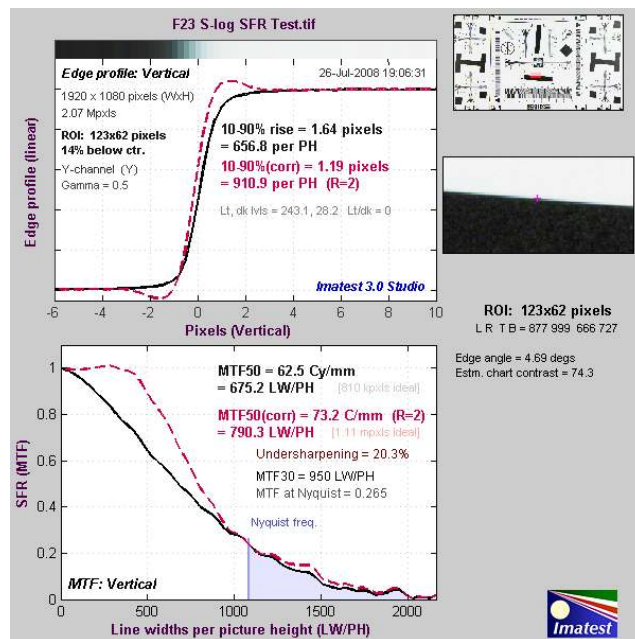 F23 S-log SFR Test.tif
Edge profile: Vertical
26-Jul-2008 19:06:31
1920 x 1080 pixels (WxH)
2.07 Mpxls
ROI: 123x62 pixels
14% below ctr.
Y-channel (Y)
Gamma = 0.5
10-90% rise = 1.64 pixels
= 656.8 per PH
10-90%(corr) = 1.19 pixels
= 910.9 per PH (R=2)
Lt, dk lvls = 243.1, 28.2 Lt/dk = 0
Imatest 3.0 Studio
Edge profile (linear)
-6 -4 -2 0 2 4 6 8 10
Pixels (Vertical)
ROI: 123x62 pixels
L R T B = 877 999 666 727
Edge angle = 4.69 degs
Estm. chart contrast = 74.3
MTF50 = 62.5 Cy/mm
= 675.2 LW/PH
[810 kpxls ideal]
MTF50(corr) = 73.2 C/mm (R=2)
= 790.3 LW/PH
[1.11 mpxls ideal]
Undersharpening = 20.3%
MTF30 = 950 LW/PH
MTF at Nyquist = 0.265
Nyquist freq.
MTF: Vertical
SFR (MTF)
1
0.8
0.6
0.4
0.2
0
0 500 1000 1500 2000
Line widths per picture height (LW/PH)
Imatest